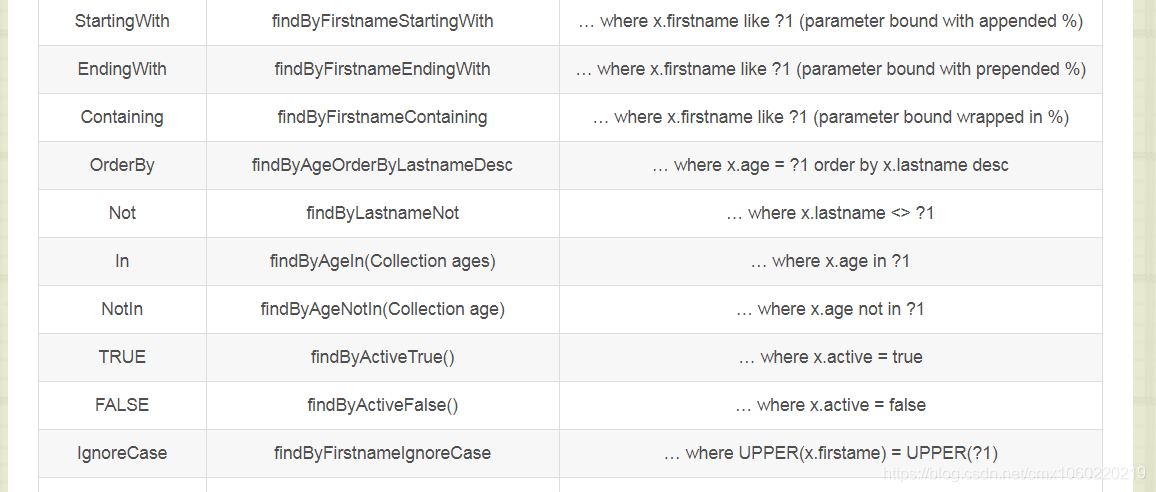 StartingWith findByFirstnameStartingWith … where x.firstname like ?1 (parameter bound with appended %)
EndingWith findByFirstnameEndingWith … where x.firstname like ?1 (parameter bound with prepended %)
Containing findByFirstnameContaining … where x.firstname like ?1 (parameter bound wrapped in %)
OrderBy findByAgeOrderByLastnameDesc … where x.age = ?1 order by x.lastname desc
Not findByLastnameNot … where x.lastname <> ?1
In findByAgeIn(Collection ages) … where x.age in ?1
NotIn findByAgeNotIn(Collection age) … where x.age not in ?1
TRUE findByActiveTrue() … where x.active = true
FALSE findByActiveFalse() … where x.active = false
IgnoreCase findByFirstnameIgnoreCase … where UPPER(x.firstame) = UPPER(?1)
https://blog.csdn.net/cmx1060220219